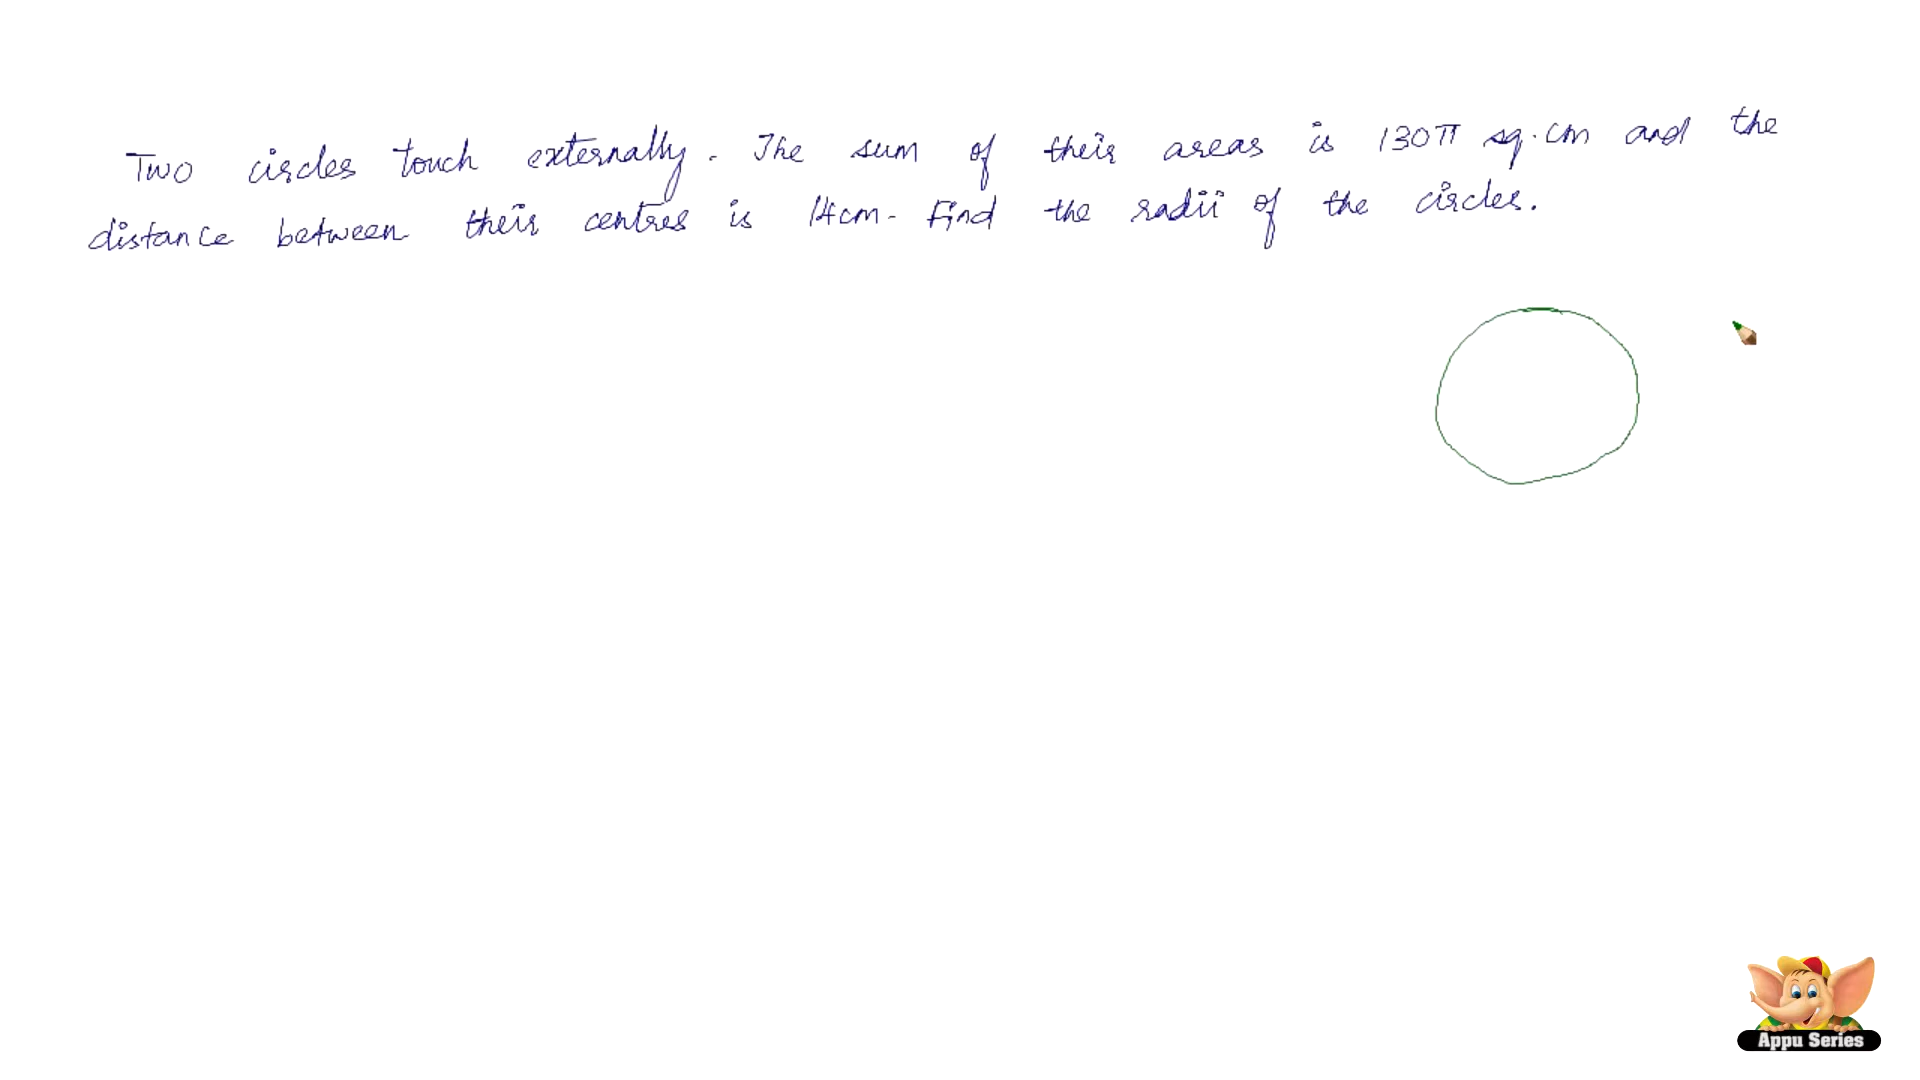 Two circles touch externally. The sum of their areas is 130π sq.cm and the
distance between their centres is 14cm. Find the radii of the circles.
Appu Series